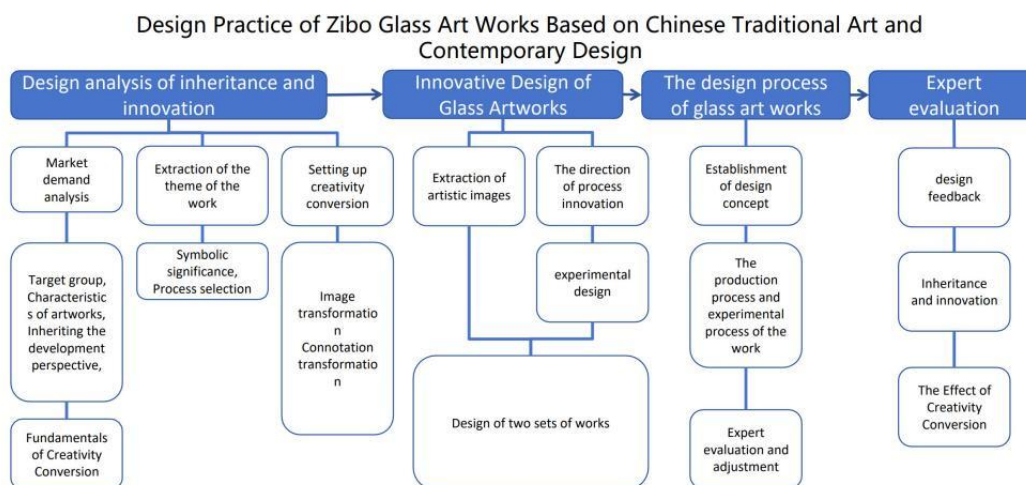 Design Practice of Zibo Glass Art Works Based on Chinese Traditional Art and
Contemporary Design
Design analysis of inheritance and
innovation
Innovative Design of
Glass Artworks
The design process
of glass art works
Expert
evaluation
Market
demand
analysis
Extraction of the
theme of the
work
Setting up
creativity
conversion
Extraction of
artistic images
The direction
of process
innovation
Establishment
of design
concept
design
feedback
Target group,
Characteristic
s of artworks,
Inheriting the
development
perspective,
Symbolic
significance,
Process selection
Image
transformatio
n
Connotation
transformatio
n
experimental
design
The
production
process and
experimental
process of the
work
Inheritance
and innovation
Fundamentals
of Creativity
Conversion
Design of two sets of works
Expert
evaluation and
adjustment
The Effect of
Creativity
Conversion